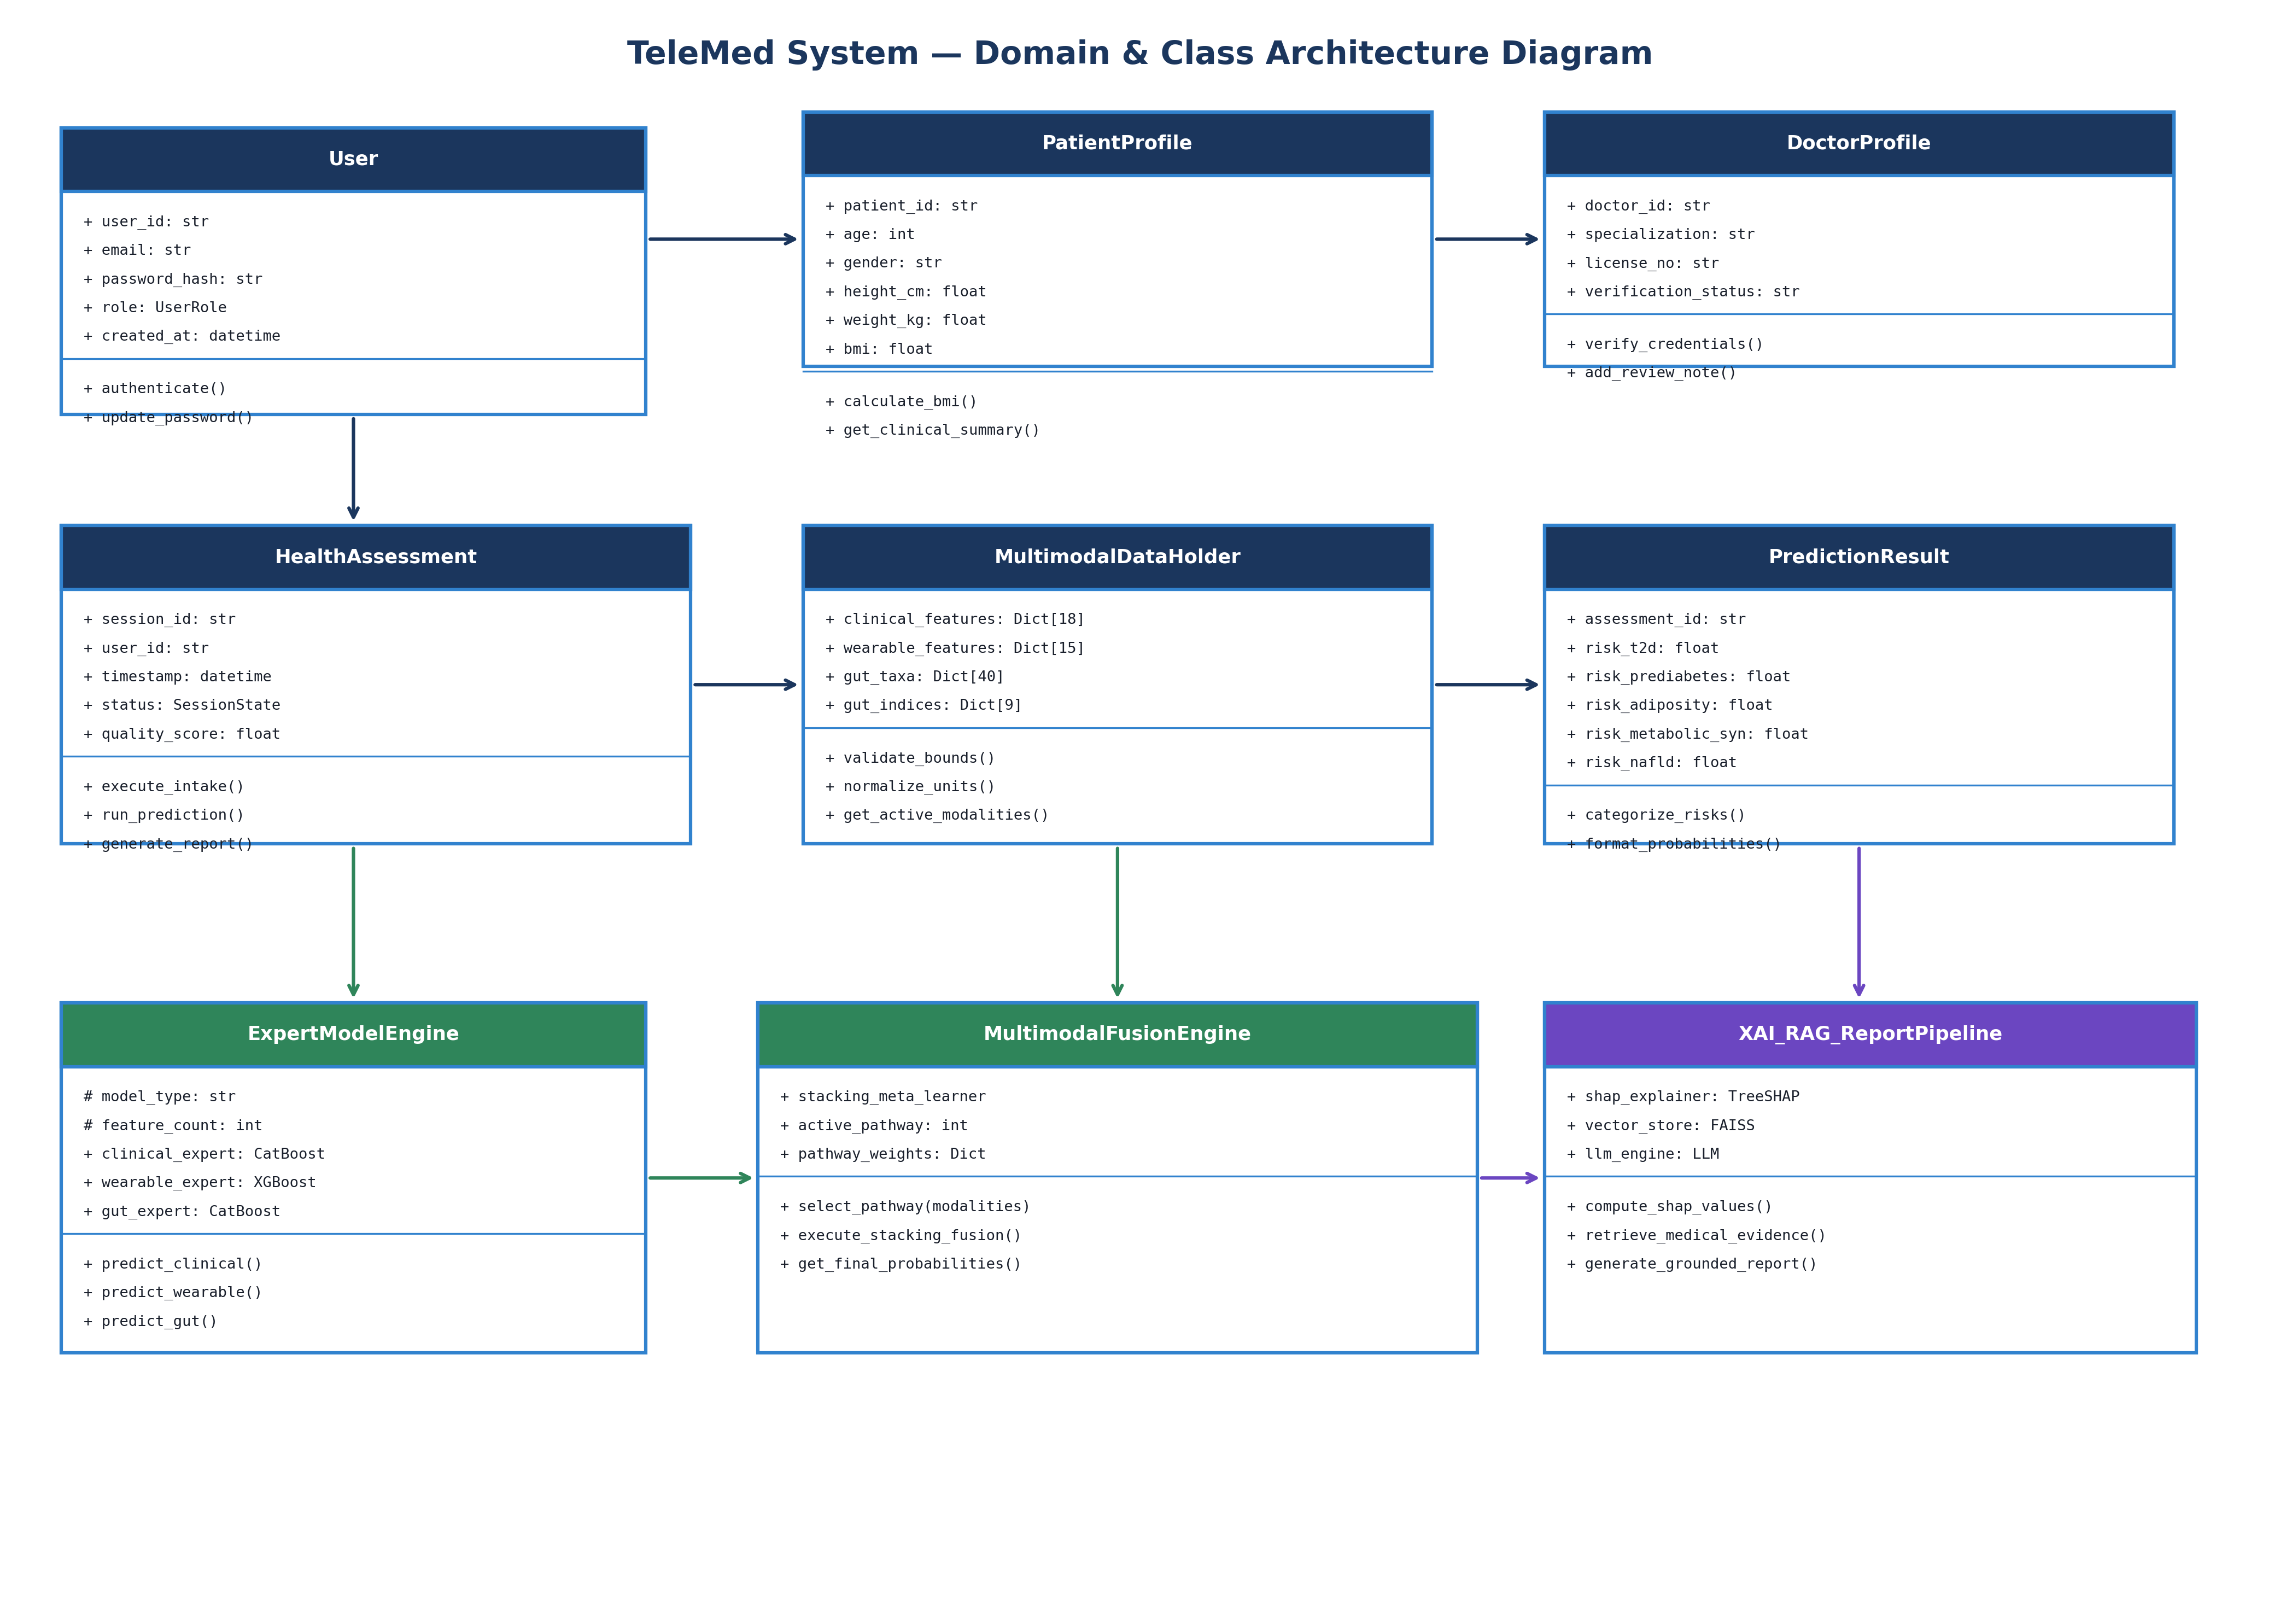 TeleMed System — Domain & Class Architecture Diagram
User
+ user_id: str
+ email: str
+ password_hash: str
+ role: UserRole
+ created_at: datetime
+ authenticate()
+ update_password()
PatientProfile
+ patient_id: str
+ age: int
+ gender: str
+ height_cm: float
+ weight_kg: float
+ bmi: float
+ calculate_bmi()
+ get_clinical_summary()
DoctorProfile
+ doctor_id: str
+ specialization: str
+ license_no: str
+ verification_status: str
+ verify_credentials()
+ add_review_note()
HealthAssessment
+ session_id: str
+ user_id: str
+ timestamp: datetime
+ status: SessionState
+ quality_score: float
+ execute_intake()
+ run_prediction()
+ generate_report()
MultimodalDataHolder
+ clinical_features: Dict[18]
+ wearable_features: Dict[15]
+ gut_taxa: Dict[40]
+ gut_indices: Dict[9]
+ validate_bounds()
+ normalize_units()
+ get_active_modalities()
PredictionResult
+ assessment_id: str
+ risk_t2d: float
+ risk_prediabetes: float
+ risk_adiposity: float
+ risk_metabolic_syn: float
+ risk_nafld: float
+ categorize_risks()
+ format_probabilities()
ExpertModelEngine
# model_type: str
# feature_count: int
+ clinical_expert: CatBoost
+ wearable_expert: XGBoost
+ gut_expert: CatBoost
+ predict_clinical()
+ predict_wearable()
+ predict_gut()
MultimodalFusionEngine
+ stacking_meta_learner
+ active_pathway: int
+ pathway_weights: Dict
+ select_pathway(modalities)
+ execute_stacking_fusion()
+ get_final_probabilities()
XAI_RAG_ReportPipeline
+ shap_explainer: TreeSHAP
+ vector_store: FAISS
+ llm_engine: LLM
+ compute_shap_values()
+ retrieve_medical_evidence()
+ generate_grounded_report()